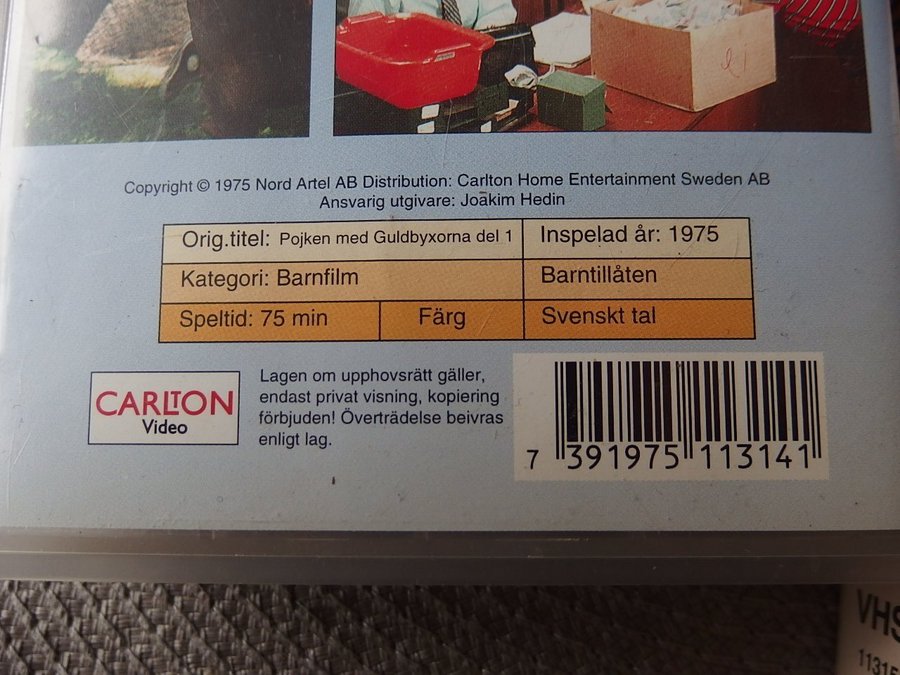 ei
Copyright © 1975 Nord Artel AB Distribution: Carlton Home Entertainment Sweden AB
Ansvarig utgivare: Joakim Hedin
Orig.titel: Pojken med Guldbyxorna del 1 Inspelad år: 1975
Kategori: Barnfilm Barntillåten
Speltid: 75 min Färg Svenskt tal
CARLTON
Video
Lagen om upphovsrätt gäller,
endast privat visning, kopiering
förbjuden! Överträdelse beivras
enligt lag.
7 391975 113141
VHS